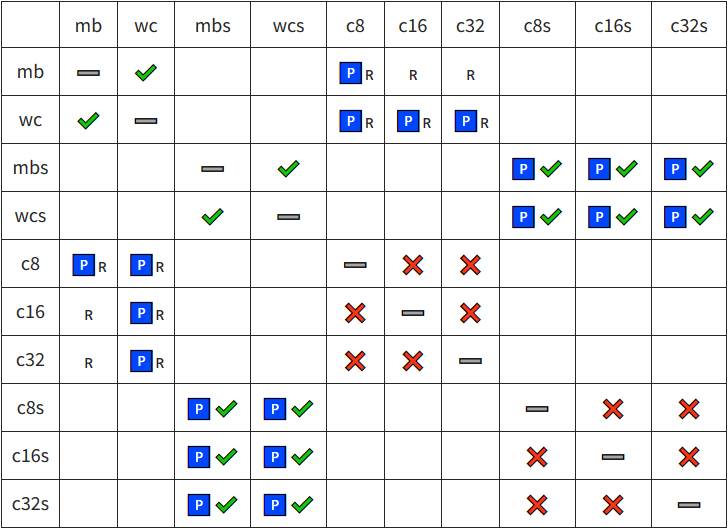 mb wc mbs wcs c8 c16 c32 c8s c16s c32s
mb ➖ ✔ 🅿 R R R
wc ✔ ➖ 🅿 R 🅿 R 🅿 R
mbs ➖ ✔ 🅿 ✔ 🅿 ✔ 🅿 ✔
wcs ✔ ➖ 🅿 ✔ 🅿 ✔ 🅿 ✔
c8 🅿 R 🅿 R ➖ ❌ ❌
c16 R 🅿 R ❌ ➖ ❌
c32 R 🅿 R ❌ ❌ ➖
c8s 🅿 ✔ 🅿 ✔ ➖ ❌ ❌
c16s 🅿 ✔ 🅿 ✔ ❌ ➖ ❌
c32s 🅿 ✔ 🅿 ✔ ❌ ❌ ➖